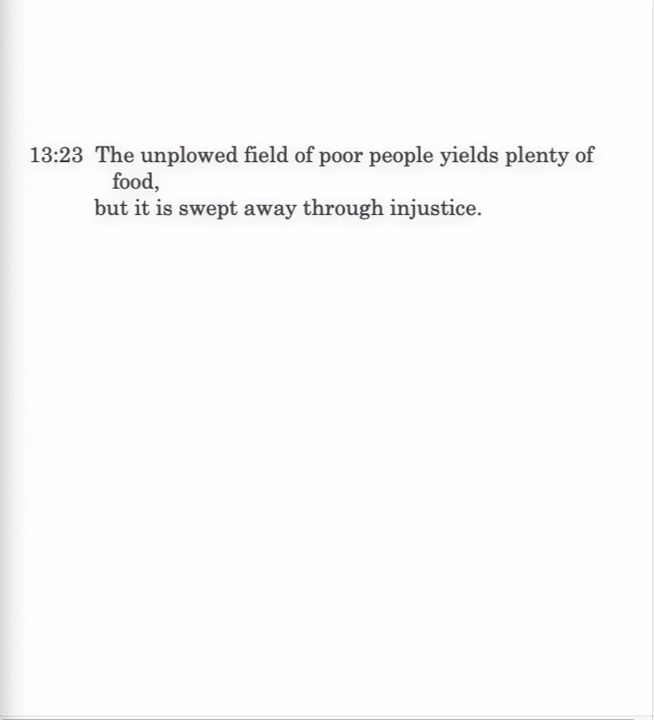 13:23 The unplowed field of poor people yields plenty of
food,
but it is swept away through injustice.